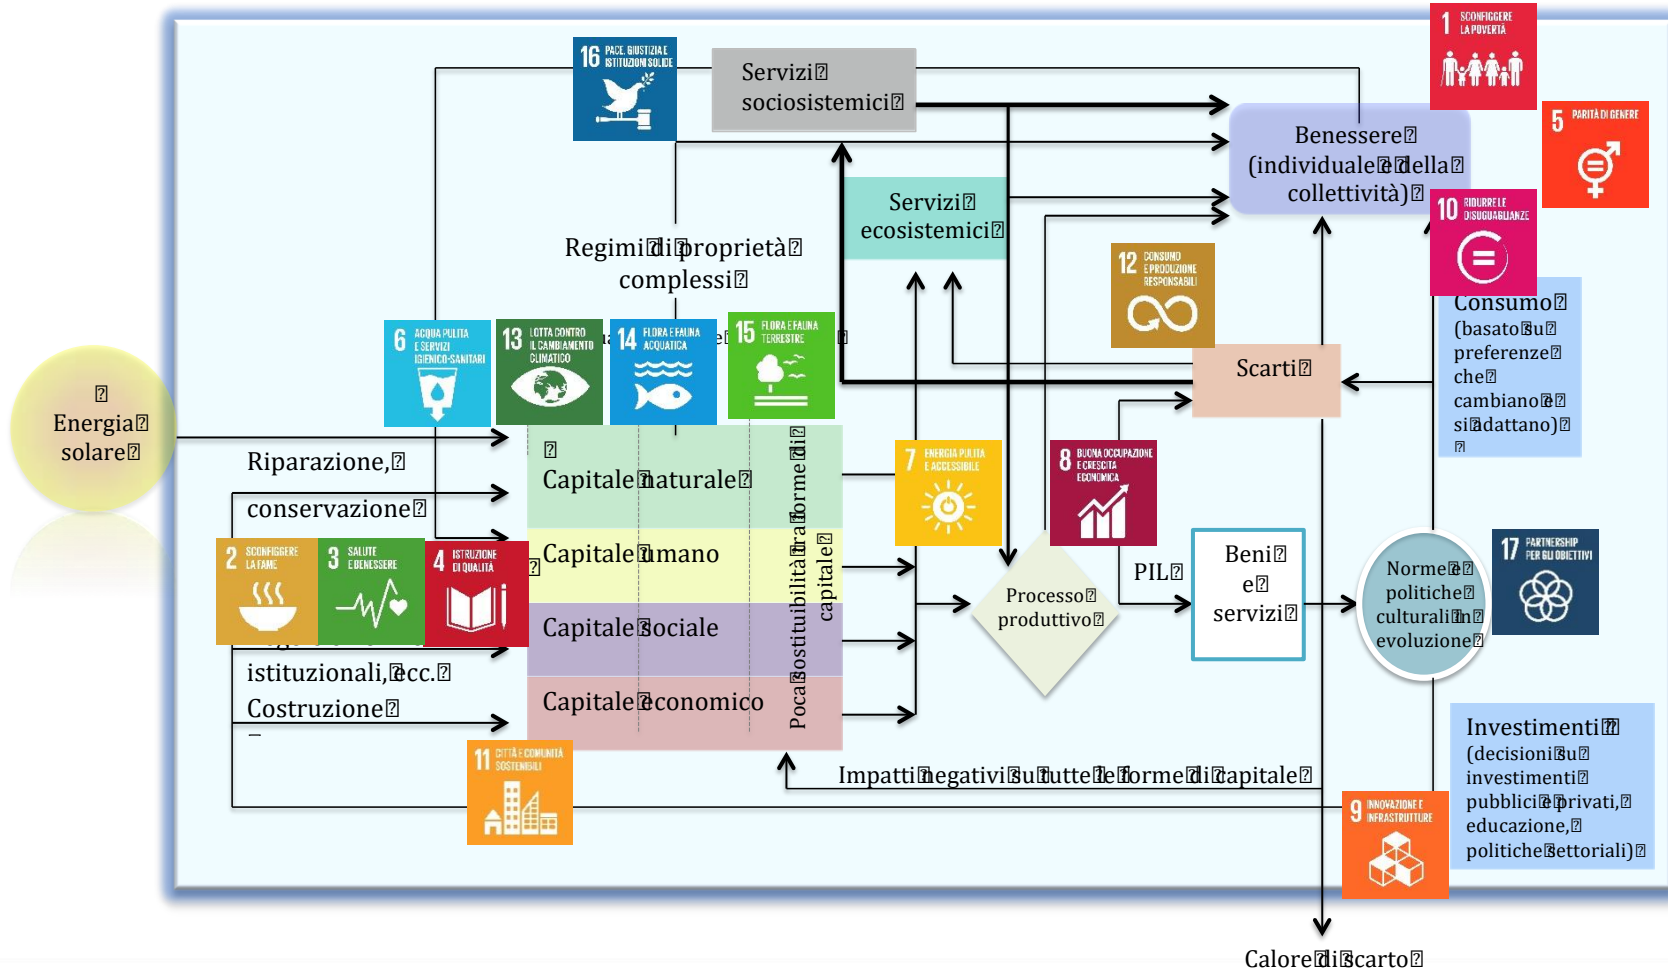 1 SCONFIGGERE
LA POVERTÀ
16 PACE, GIUSTIZIA E
ISTITUZIONI SOLIDE
Servizi
sociosistemici
5 PARITÀ DI GENERE
Benessere
(individuale e della
collettività)
10 RIDURRE LE
DISUGUAGLIANZE
Servizi
ecosistemici
Regimi di proprietà
complessi
12 CONSUMO
E PRODUZIONE
RESPONSABILI
Consumo
(basato su
preferenze
che
cambiano e
si adattano)
6 ACQUA PULITA
E SERVIZI
IGIENICO-SANITARI
13 LOTTA CONTRO
IL CAMBIAMENTO
CLIMATICO
14 FLORA E FAUNA
ACQUATICA
15 FLORA E FAUNA
TERRESTRE
Scarti
Energia
solare
Riparazione,
conservazione
Capitale naturale
Capitale umano
Capitale sociale
Capitale economico
Poca sostituibilità tra forme di
capitale
7 ENERGIA PULITA
E ACCESSIBILE
8 BUONA OCCUPAZIONE
E CRESCITA
ECONOMICA
2 SCONFIGGERE
LA FAME
3 SALUTE
E BENESSERE
4 ISTRUZIONE
DI QUALITÀ
istituzionali, ecc.
Costruzione
Processo
produttivo
PIL
Beni
e
servizi
Norme e
politiche
culturali in
evoluzione
17 PARTNERSHIP
PER GLI OBIETTIVI
11 CITTÀ E COMUNITÀ
SOSTENIBILI
Impatti negativi su tutte le forme di capitale
9 INNOVAZIONE E
INFRASTRUTTURE
Investimenti
(decisioni su
investimenti
pubblici e privati,
educazione,
politiche settoriali)
Calore di scarto